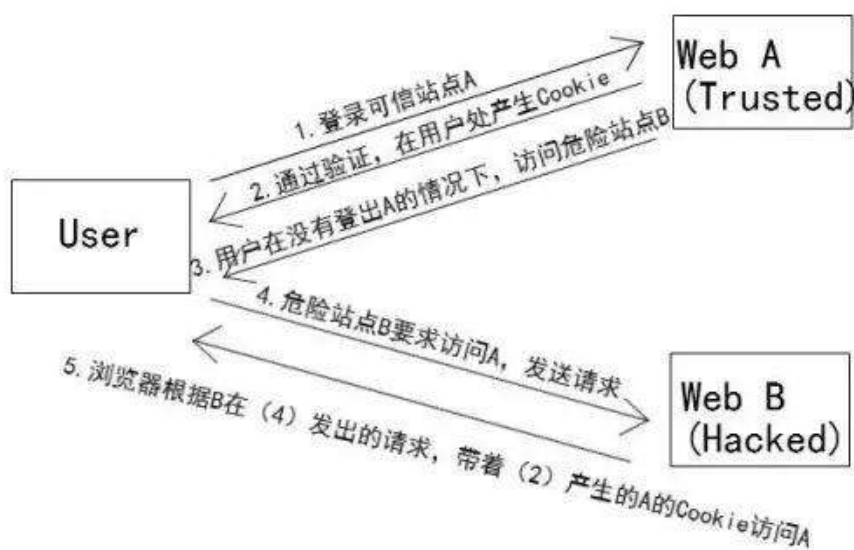 Web A
(Trusted)
1. 登录可信站点A
2. 通过验证, 在用户处产生Cookie
3. 用户在没有登出A的情况下, 访问危险站点B
User
4. 危险站点B要求访问A, 发送请求
5. 浏览器根据B在 (4) 发出的请求, 带着 (2) 产生的A的Cookie访问A
Web B
(Hacked)